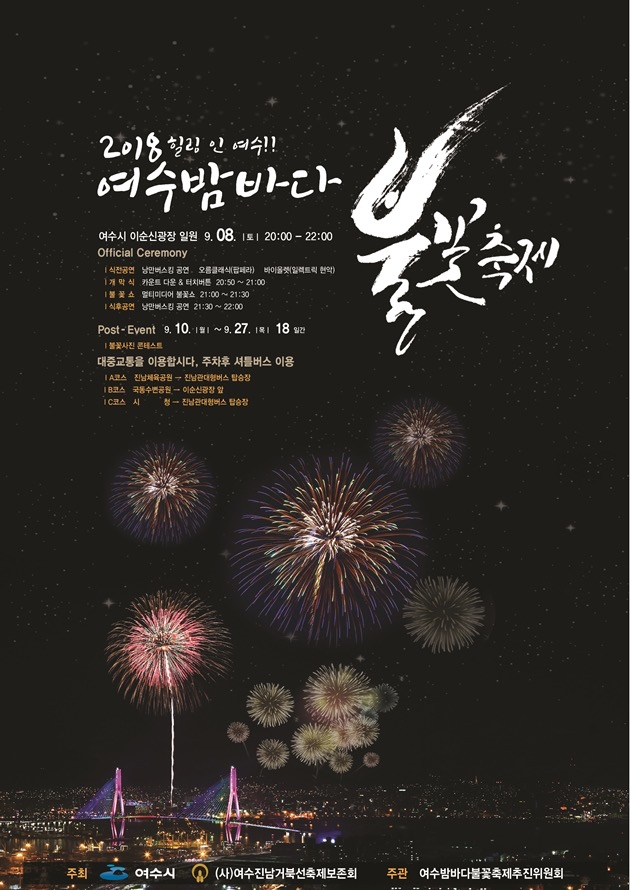 2018 힐링 인 여수!!
여수밤바다
불꽃축제
여수시 이순신광장 일원 9. 08. |토| 20:00 - 22:00
Official Ceremony
| 식전공연 낭만버스킹 공연 . 오름클래식(팝페라) 바이올렛(일렉트릭 현악)
| 개 막 식 카운트 다운 & 터치버튼 20:50 ~ 21:00
| 불 꽃 쇼 멀티미디어 불꽃쇼 21:00 ~ 21:30
| 식후공연 낭만버스킹 공연 21:30 ~ 22:00
Post-Event 9. 10. |월| ~ 9. 27. |목| 18 일간
| 불꽃사진 콘테스트
대중교통을 이용합시다, 주차후 셔틀버스 이용
| A코스 진남체육공원 → 진남관대형버스 탑승장
| B코스 국동수변공원 → 이순신광장 앞
| C코스 시 청 → 진남관대형버스 탑승장
주최 여수시 (사)여수진남거북선축제보존회 주관 여수밤바다불꽃축제추진위원회